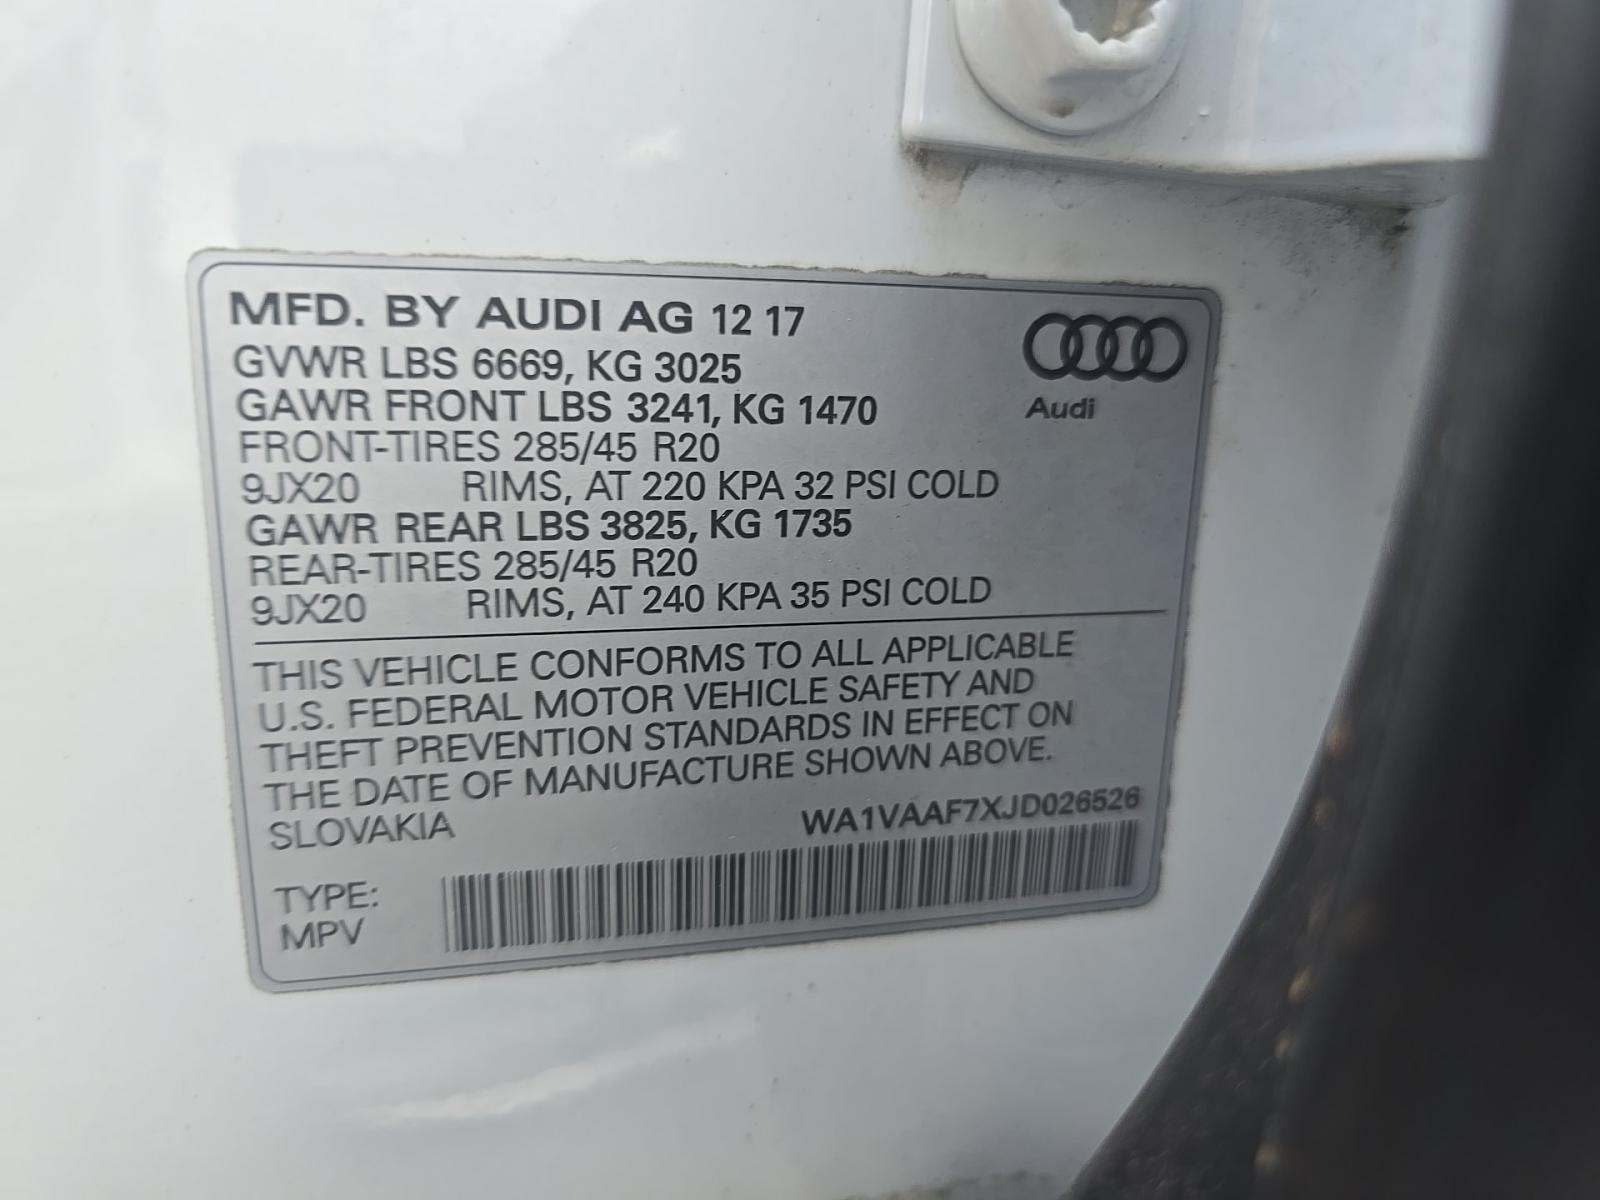 MFD. BY AUDI AG 12 17
GVWR LBS 6669, KG 3025
GAWR FRONT LBS 3241, KG 1470
FRONT-TIRES 285/45 R20
9JX20 RIMS, AT 220 KPA 32 PSI COLD
GAWR REAR LBS 3825, KG 1735
REAR-TIRES 285/45 R20
9JX20 RIMS, AT 240 KPA 35 PSI COLD
Audi
THIS VEHICLE CONFORMS TO ALL APPLICABLE
U.S. FEDERAL MOTOR VEHICLE SAFETY AND
THEFT PREVENTION STANDARDS IN EFFECT ON
THE DATE OF MANUFACTURE SHOWN ABOVE.
SLOVAKIA
WA1VAAF7XJD026526
TYPE:
MPV